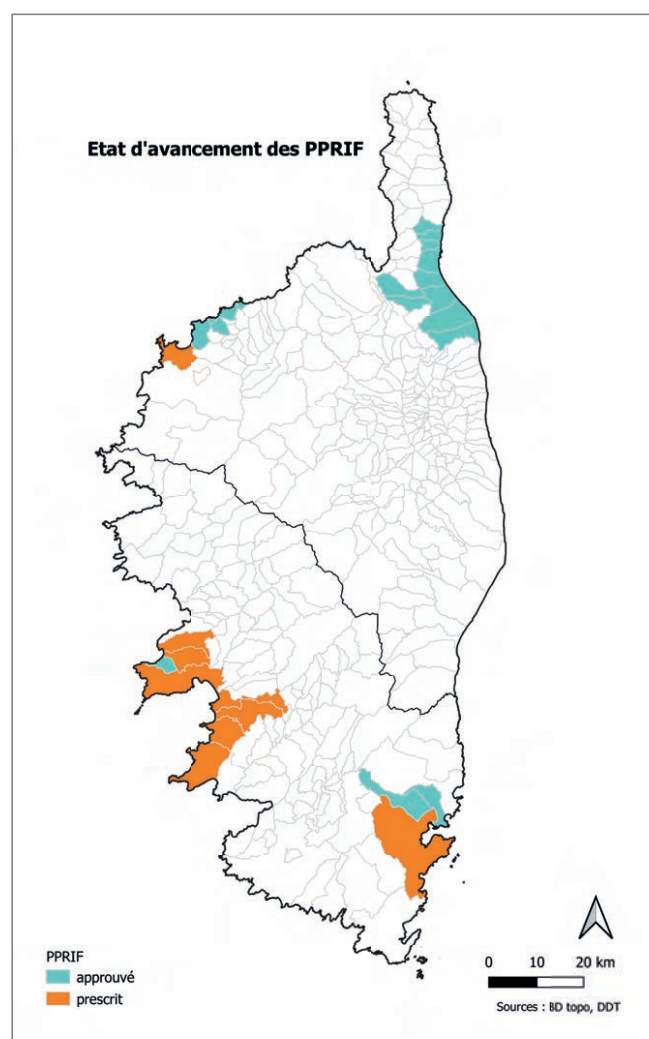 Etat d'avancement des PPRIF
PPRIF
approuvé
prescrit
0 10 20 km
Sources : BD topo, DDT